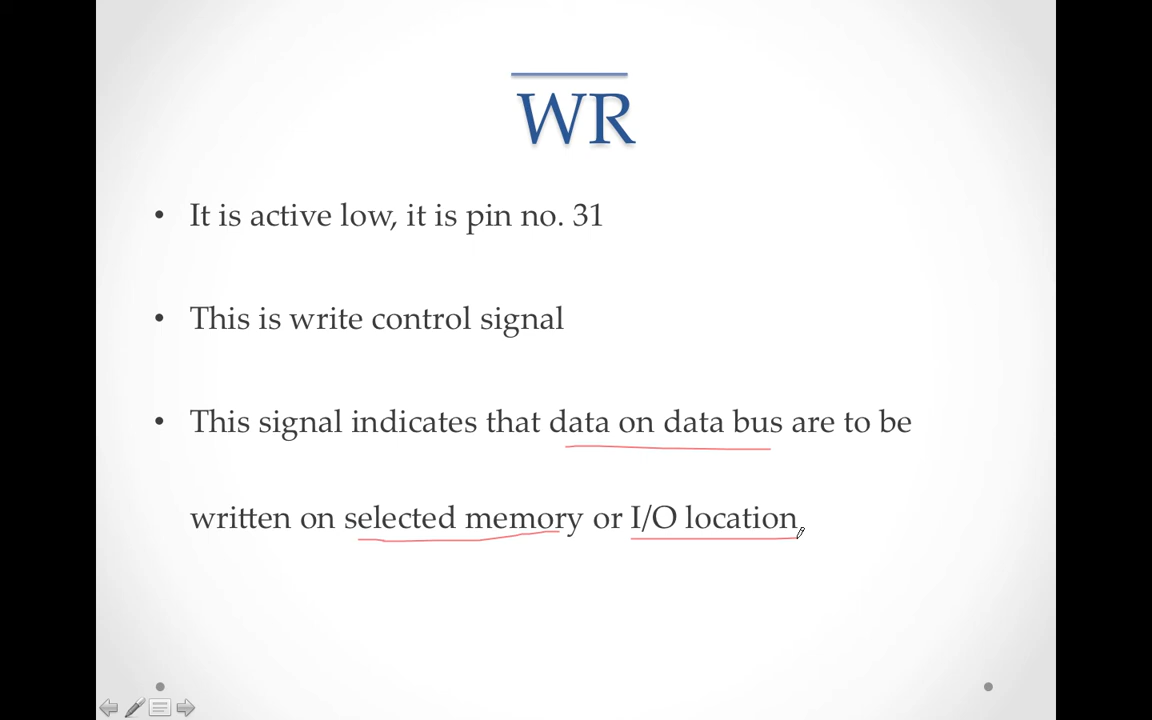 WR
• It is active low, it is pin no. 31
• This is write control signal
• This signal indicates that data on data bus are to be
written on selected memory or I/O location.